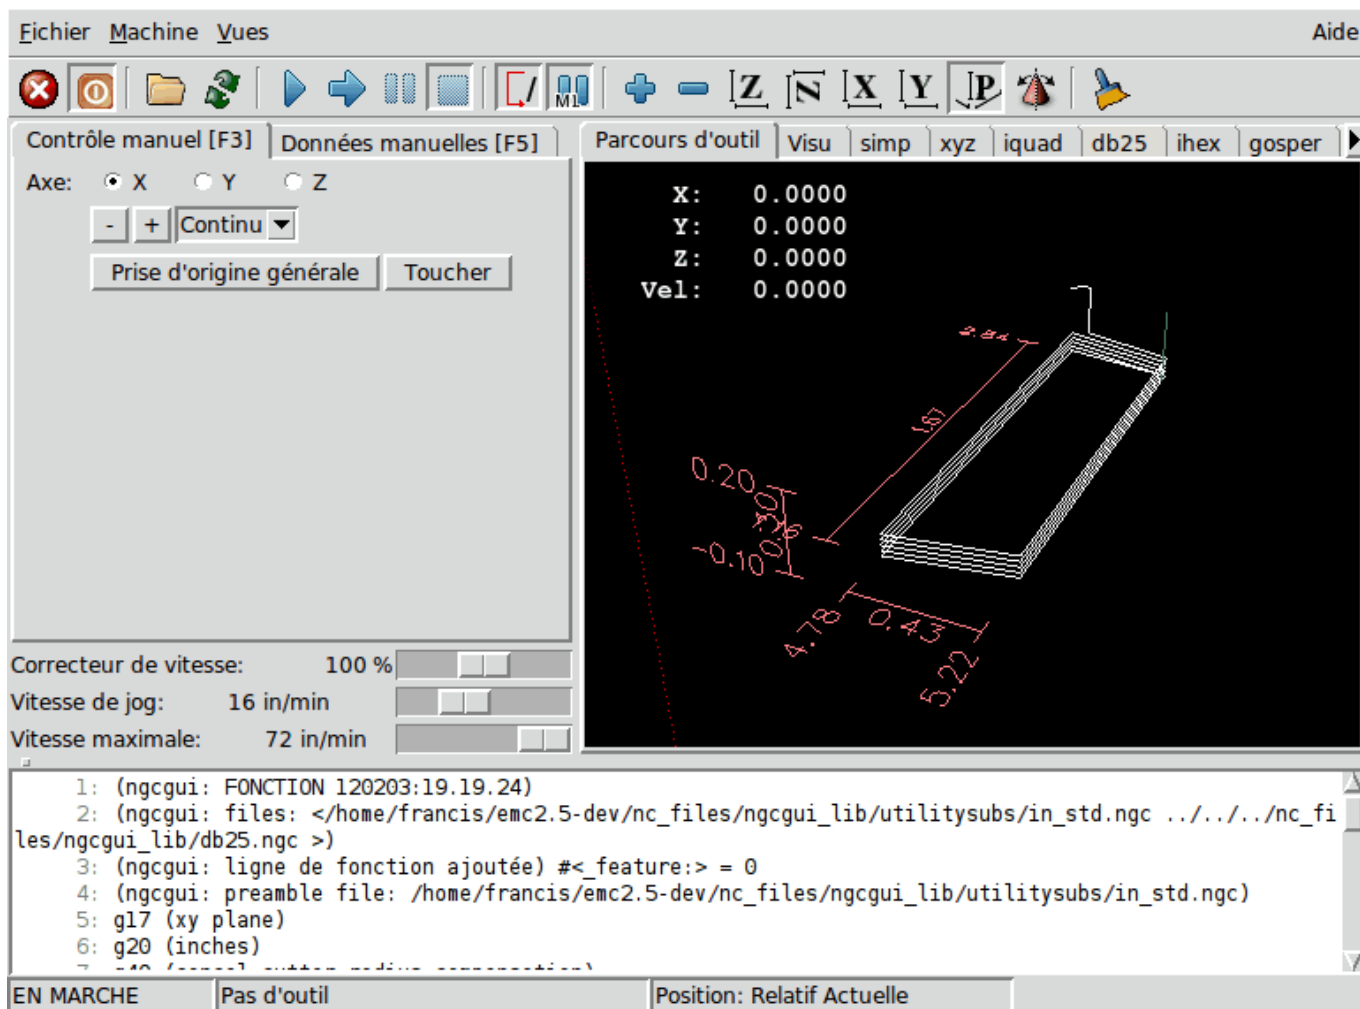 Fichier Machine Vues Aide
M1 Z N X Y P
Contrôle manuel [F3] Données manuelles [F5]
Parcours d'outil Visu simp xyz iquad db25 ihex gosper
Axe: X Y Z
- + Continu
Prise d'origine générale Toucher
X: 0.0000
Y: 0.0000
Z: 0.0000
Vel: 0.0000
0.20
-0.10
4.78
0.43
5.22
Correcteur de vitesse: 100 %
Vitesse de jog: 16 in/min
Vitesse maximale: 72 in/min
1: (ngcgui: FONCTION 120203:19.19.24)
2: (ngcgui: files: </home/francis/emc2.5-dev/nc_files/ngcgui_lib/utilitysubs/in_std.ngc ../../../nc_fi
les/ngcgui_lib/db25.ngc >)
3: (ngcgui: ligne de fonction ajoutée) #<_feature:> = 0
4: (ngcgui: preamble file: /home/francis/emc2.5-dev/nc_files/ngcgui_lib/utilitysubs/in_std.ngc)
5: g17 (xy plane)
6: g20 (inches)
EN MARCHE
Pas d'outil
Position: Relatif Actuelle